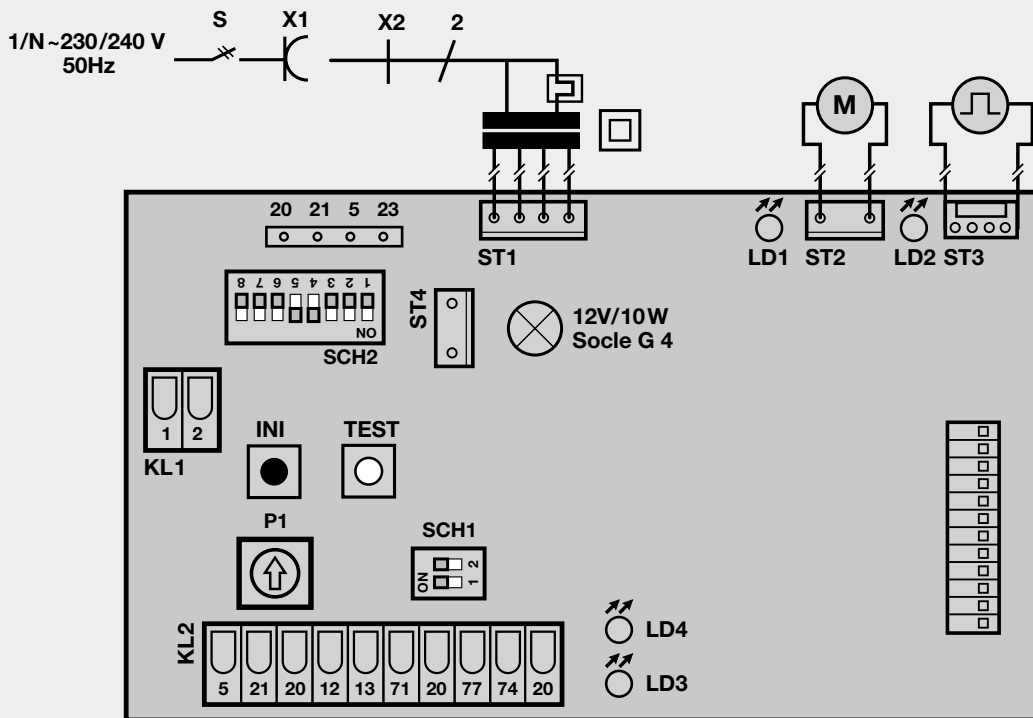 S X1 X2 2
1/N ~230/240 V
50Hz
M
20 21 5 23
ST1 LD1 ST2 LD2 ST3
8 7 6 5 4 3 2 1
ON
SCH2
ST4
12V/10W
Socle G 4
1 2
KL1
INI TEST
P1 SCH1
ON
2
1
KL2
5 21 20 12 13 71 20 77 74 20
LD4
LD3